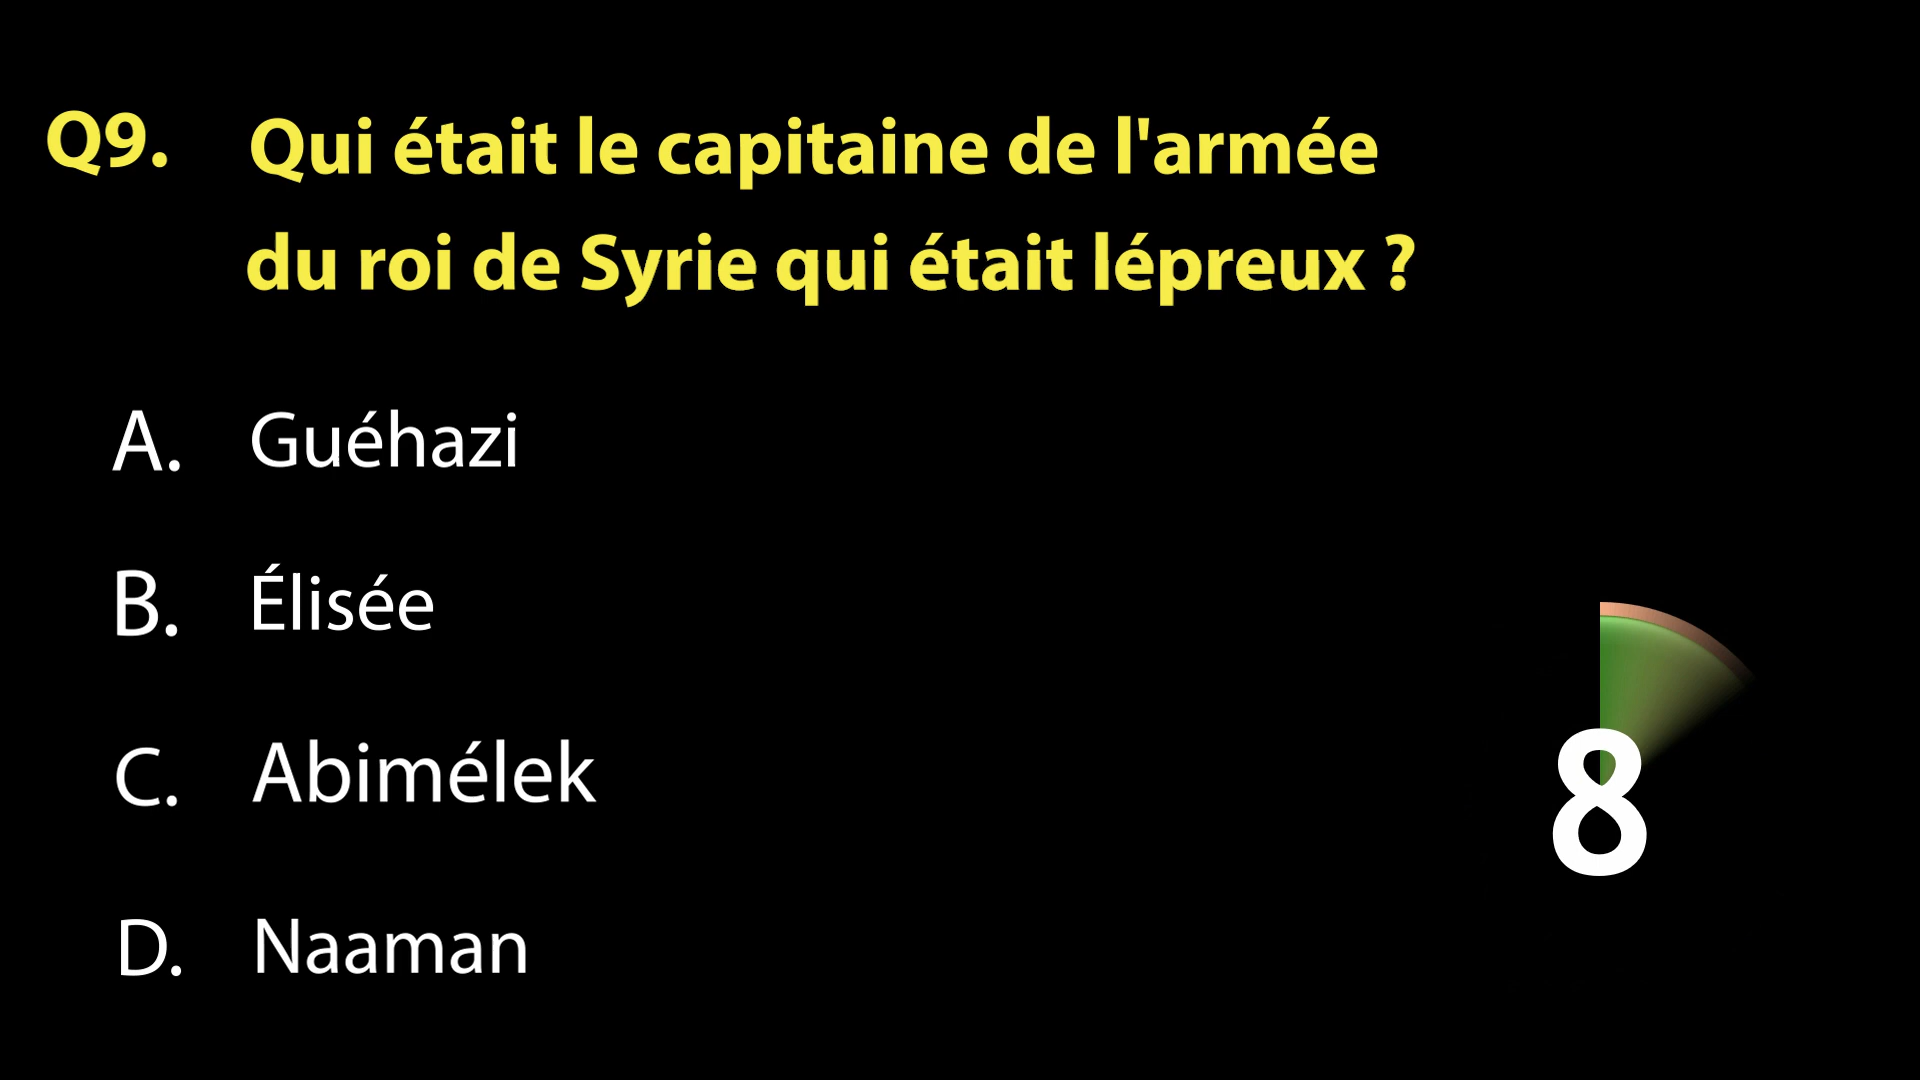 Q9. Qui était le capitaine de l'armée
du roi de Syrie qui était lépreux ?
A. Guéhazi
B. Élisée
C. Abimélek
8
D. Naaman